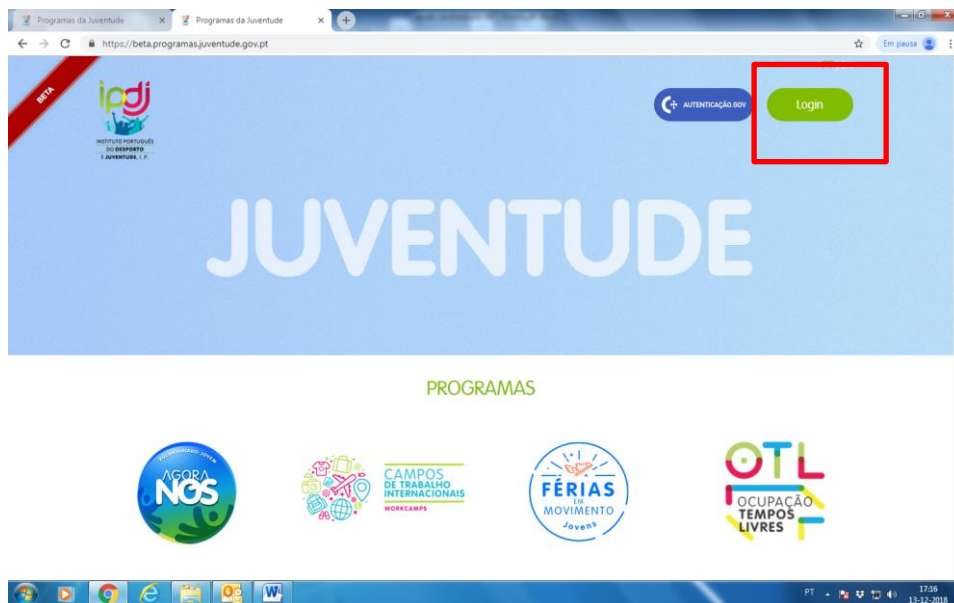 Programas da Juventude
Programas da Juventude
https://beta.programas.juventude.gov.pt
Em pausa
BETA
ipdj
INSTITUTO PORTUGUÊS
DO DESPORTO
E JUVENTUDE, I. P.
AUTENTICAÇÃO.GOV
Login
JUVENTUDE
PROGRAMAS
VOLUNTARIADO JOVEM
AGORA
NÓS
CAMPOS
DE TRABALHO
INTERNACIONAIS
WORKCAMPS
FÉRIAS
EM
MOVIMENTO
Jovens
OTL
OCUPAÇÃO
TEMPOS
LIVRES
PT
17:16
13-12-2018